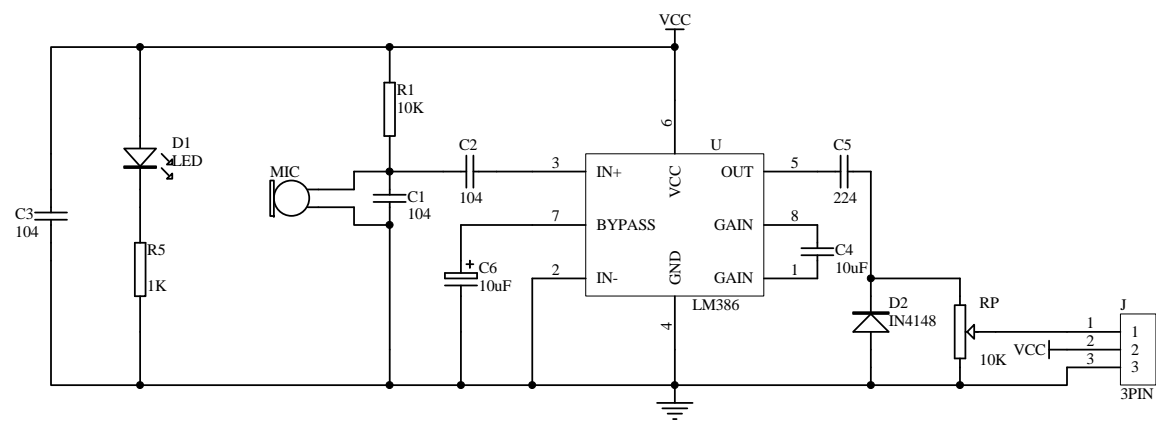 VCC
R1
10K
6
D1
LED
MIC
C2
104
3
U
IN+
VCC
OUT
5
C5
224
C1
104
C3
104
7
BYPASS
GAIN
8
R5
1K
C6
+
10uF
2
IN-
GND
GAIN
1
C4
10uF
LM386
4
D2
IN4148
RP
10K
J
1
1
VCC
2
2
3
3
3PIN